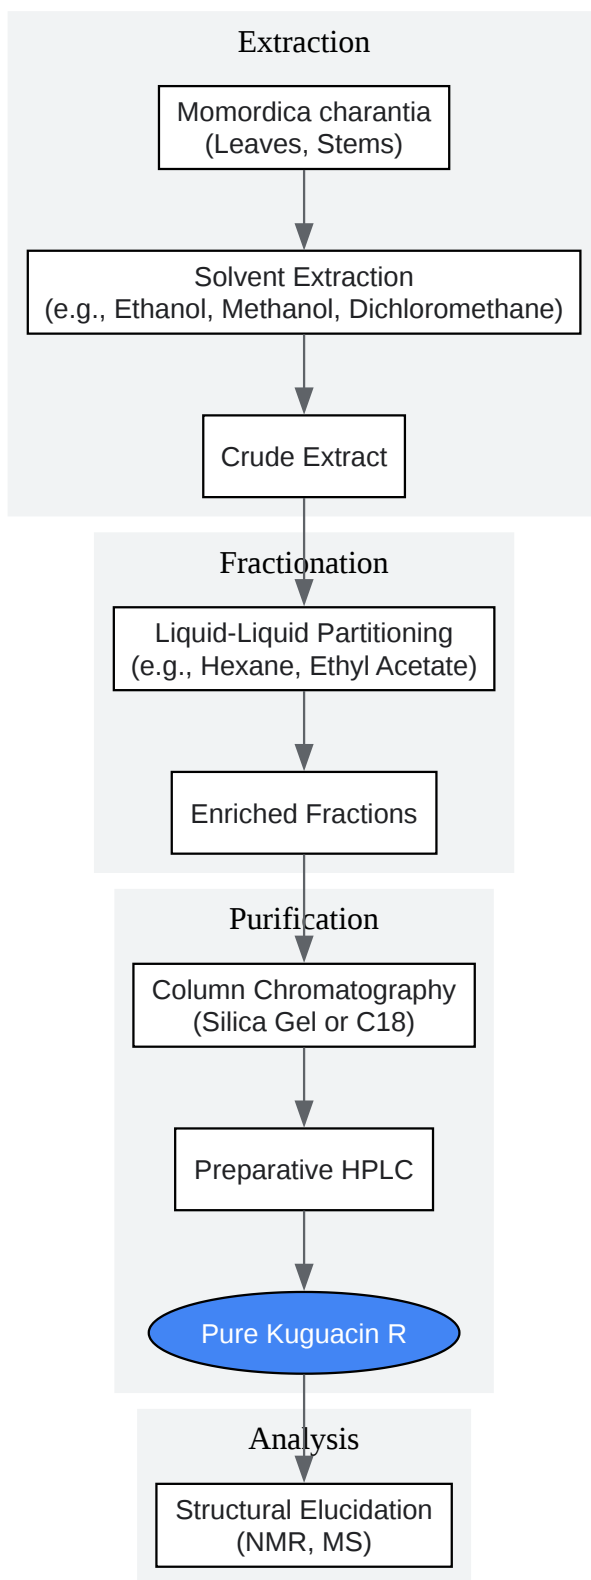 Extraction
Momordica charantia
(Leaves, Stems)
Solvent Extraction
(e.g., Ethanol, Methanol, Dichloromethane)
Crude Extract
Fractionation
Liquid-Liquid Partitioning
(e.g., Hexane, Ethyl Acetate)
Enriched Fractions
Purification
Column Chromatography
(Silica Gel or C18)
Preparative HPLC
Pure Kuguacin R
Analysis
Structural Elucidation
(NMR, MS)